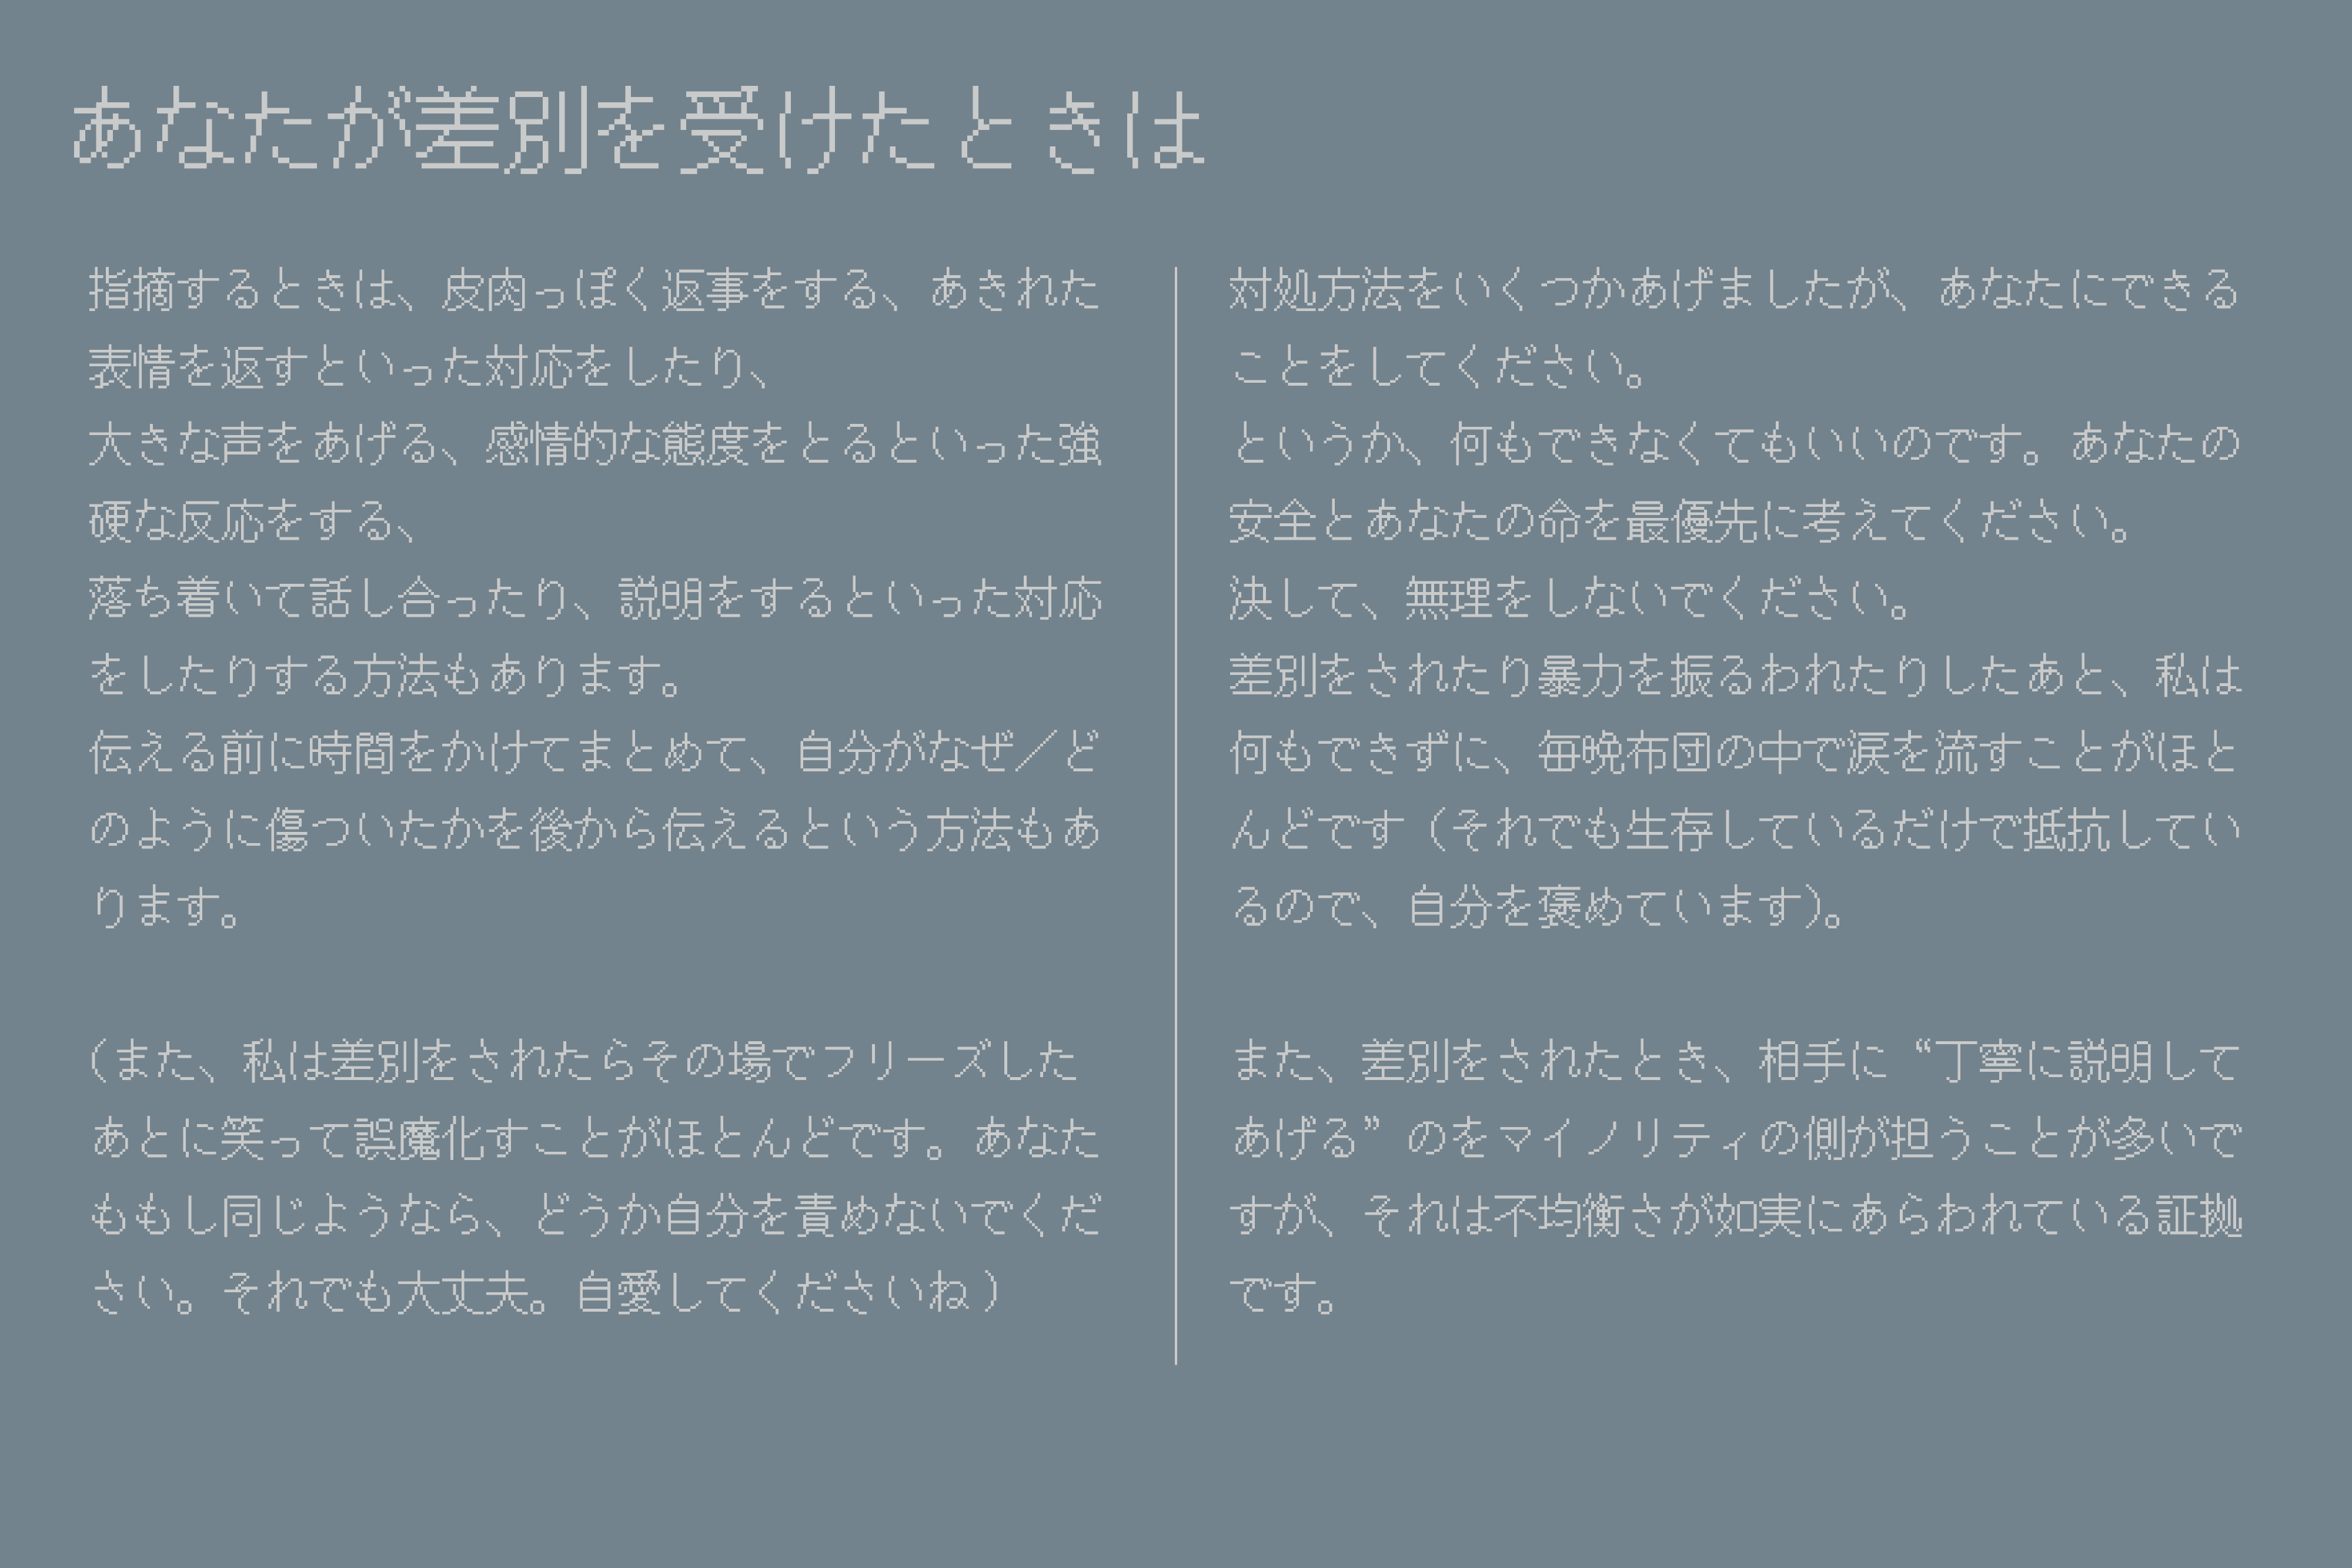 あなたが差別を受けたときは
指摘するときは、皮肉っぽく返事をする、あきれた
表情を返すといった対応をしたり、
大きな声をあげる、感情的な態度をとるといった強
硬な反応をする、
落ち着いて話し合ったり、説明をするといった対応
をしたりする方法もあります。
伝える前に時間をかけてまとめて、自分がなぜ／ど
のように傷ついたかを後から伝えるという方法もあ
ります。
（また、私は差別をされたらその場でフリーズした
あとに笑って誤魔化すことがほとんどです。あなた
ももし同じようなら、どうか自分を責めないでくだ
さい。それでも大丈夫。自愛してくださいね）
対処方法をいくつかあげましたが、あなたにできる
ことをしてください。
というか、何もできなくてもいいのです。あなたの
安全とあなたの命を最優先に考えてください。
決して、無理をしないでください。
差別をされたり暴力を振るわれたりしたあと、私は
何もできずに、毎晩布団の中で涙を流すことがほと
んどです（それでも生存しているだけで抵抗してい
るので、自分を褒めています）。
また、差別をされたとき、相手に“丁寧に説明して
あげる”のをマイノリティの側が担うことが多いで
すが、それは不均衡さが如実にあらわれている証拠
です。